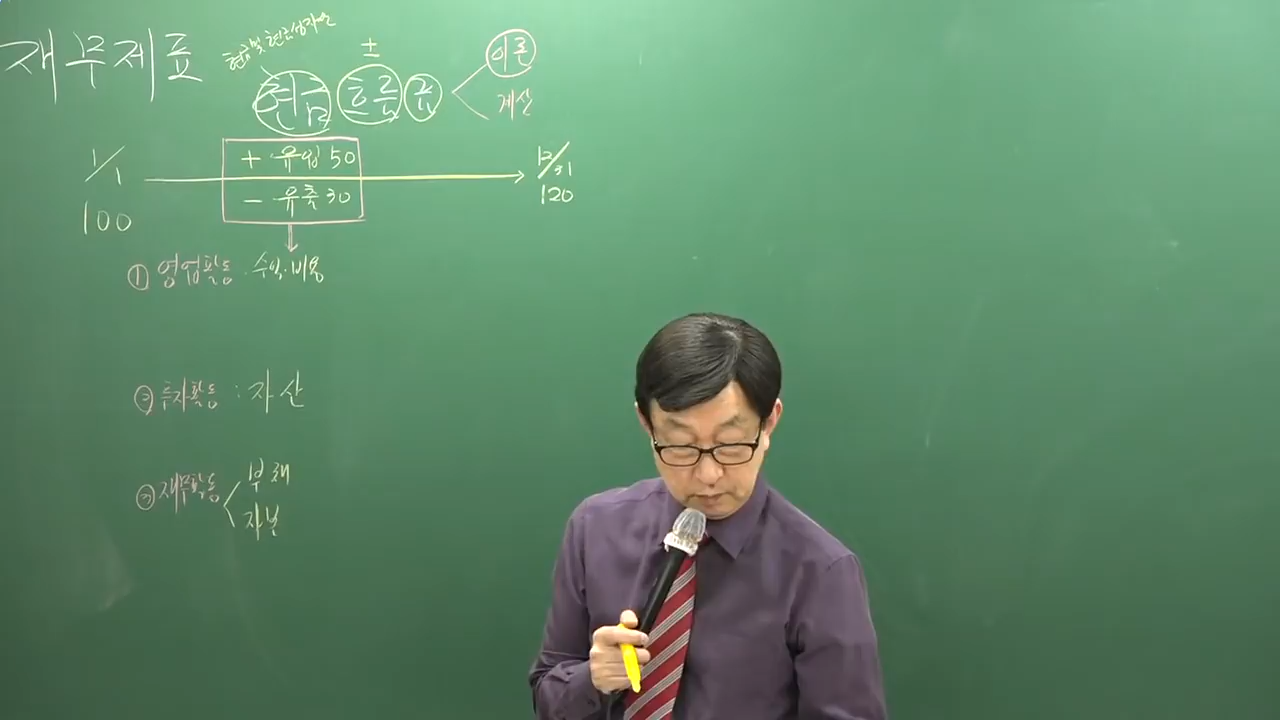 재무제표
현금 및 현금성자산
±
현금 흐름표
이론
계산
1/1
+ 유입 50
- 유출 30
12/31
100
120
① 영업활동 : 수익·비용
② 투자활동 : 자산
③ 재무활동
부채
자본